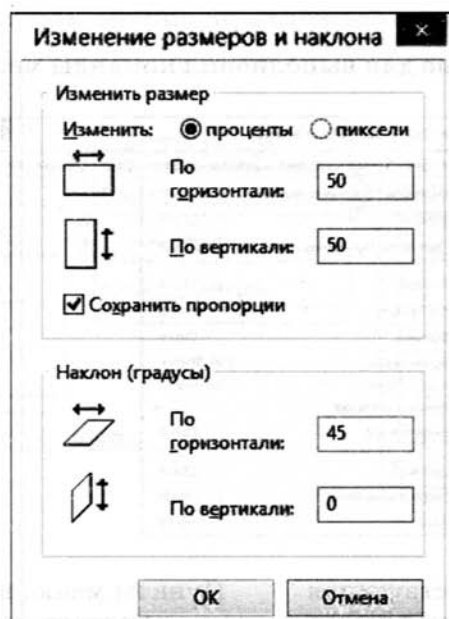 Изменение размеров и наклона
Изменить размер
Изменить: проценты пиксели
По
горизонтали: 50
По вертикали: 50
Сохранить пропорции
Наклон (градусы)
По
горизонтали: 45
По вертикали: 0
ОК Отмена